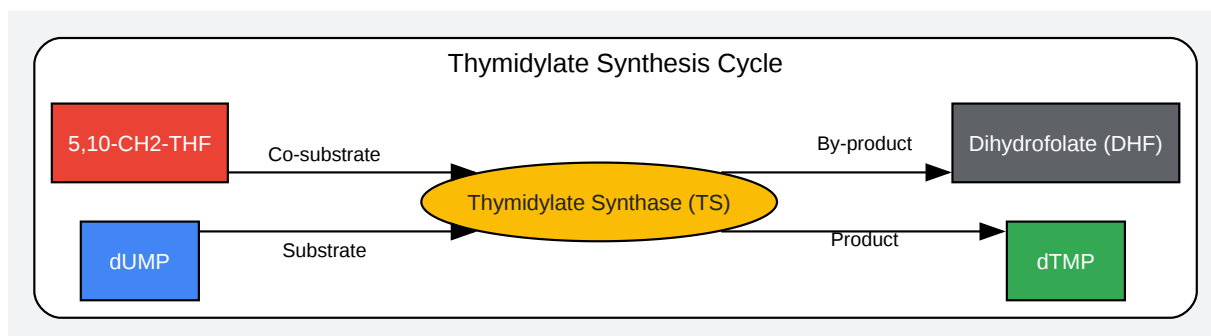 Thymidylate Synthesis Cycle
5,10-CH2-THF
Co-substrate
By-product
Dihydrofolate (DHF)
Thymidylate Synthase (TS)
dUMP
Substrate
Product
dTMP